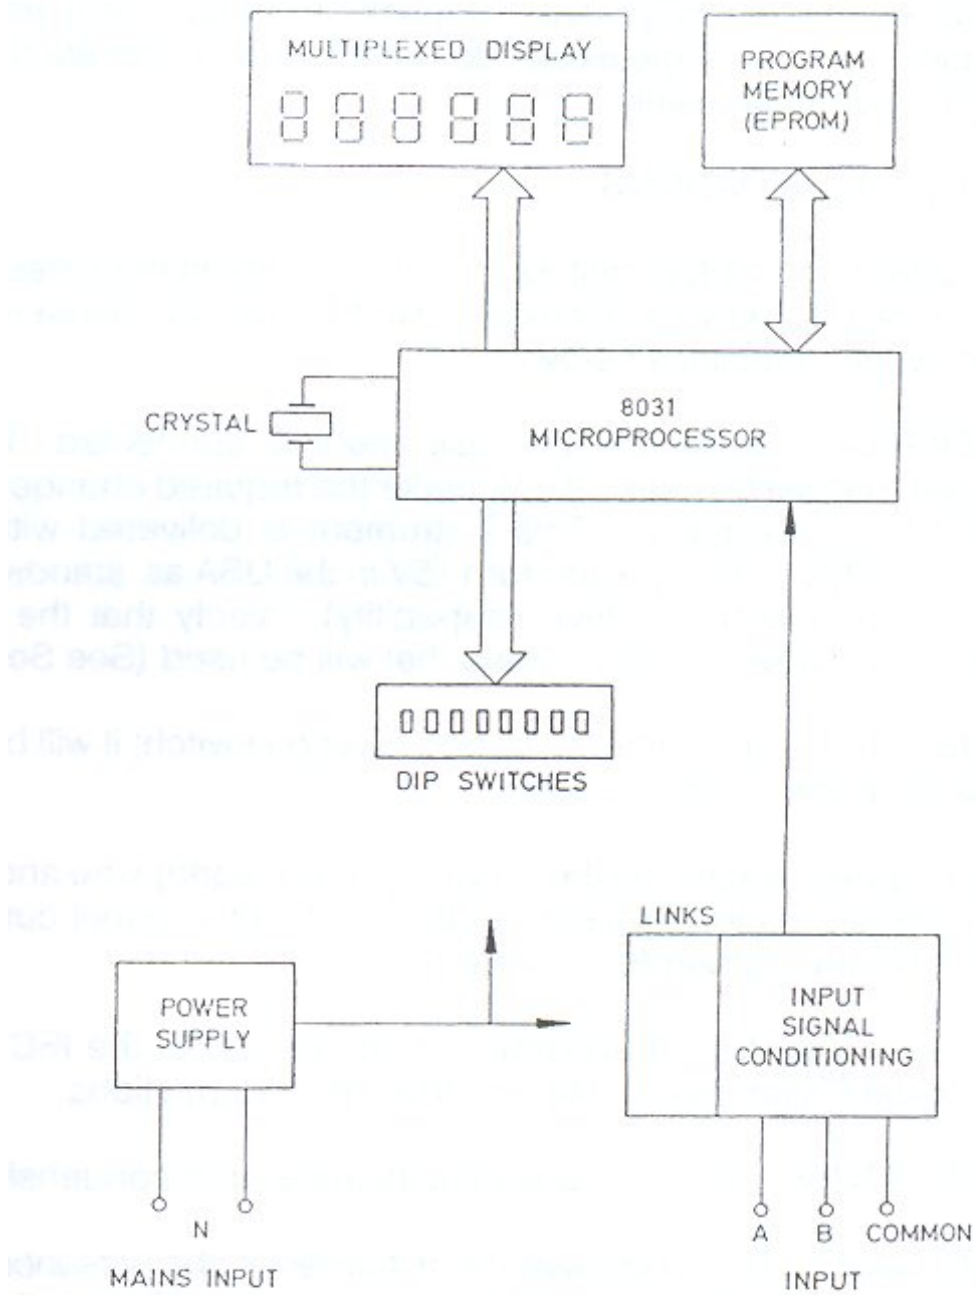 MULTIPLEXED DISPLAY
PROGRAM
MEMORY
(EPROM)
CRYSTAL
8031
MICROPROCESSOR
DIP SWITCHES
LINKS
POWER
SUPPLY
INPUT
SIGNAL
CONDITIONING
N
MAINS INPUT
A
B
COMMON
INPUT